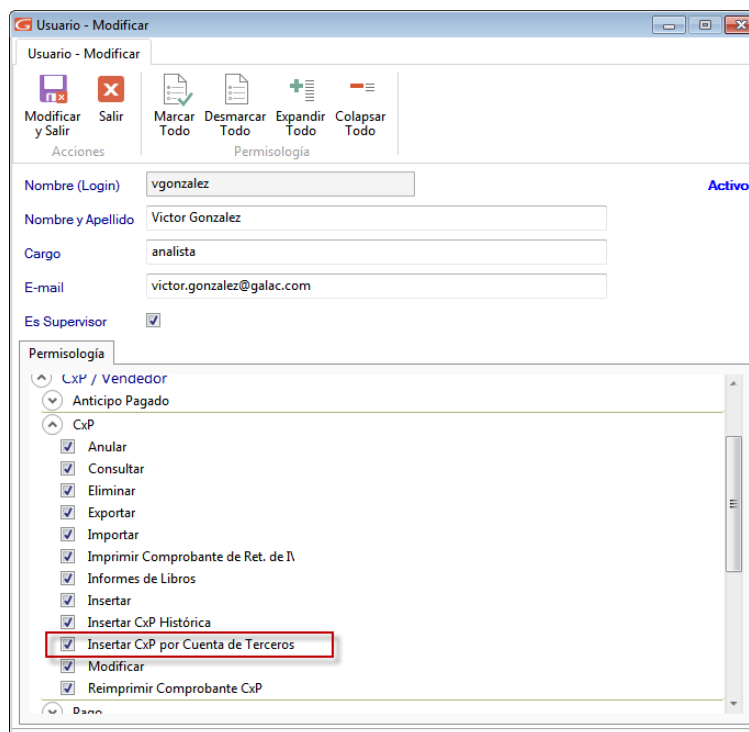 Usuario - Modificar
Usuario - Modificar
Modificar y Salir
Salir
Marcar Todo
Desmarcar Todo
Expandir Todo
Colapsar Todo
Acciones
Permisología
Nombre (Login) vgonzalez Activo
Nombre y Apellido Victor Gonzalez
Cargo analista
E-mail victor.gonzalez@galac.com
Es Supervisor
Permisología
CxP / Vendedor
Anticipo Pagado
CxP
Anular
Consultar
Eliminar
Exportar
Importar
Imprimir Comprobante de Ret. de I\
Informes de Libros
Insertar
Insertar CxP Histórica
Insertar CxP por Cuenta de Terceros
Modificar
Reimprimir Comprobante CxP
Pago